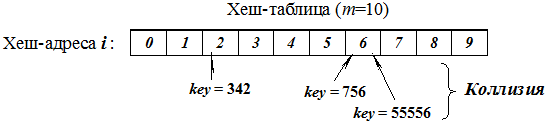 Хеш-таблица (m=10)
Хеш-адреса i: 0 1 2 3 4 5 6 7 8 9
key = 342 key = 756 Коллизия
key = 55556